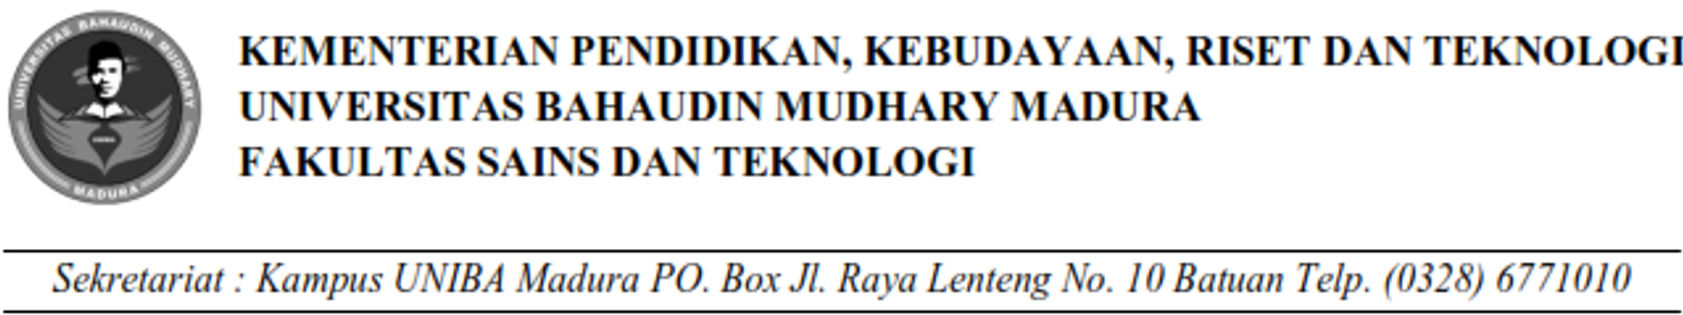 UNIVERSITAS BAHAUDIN MUDHARY
MADURA
UNIBA
KEMENTERIAN PENDIDIKAN, KEBUDAYAAN, RISET DAN TEKNOLOGI
UNIVERSITAS BAHAUDIN MUDHARY MADURA
FAKULTAS SAINS DAN TEKNOLOGI
Sekretariat : Kampus UNIBA Madura PO. Box Jl. Raya Lenteng No. 10 Batuan Telp. (0328) 6771010